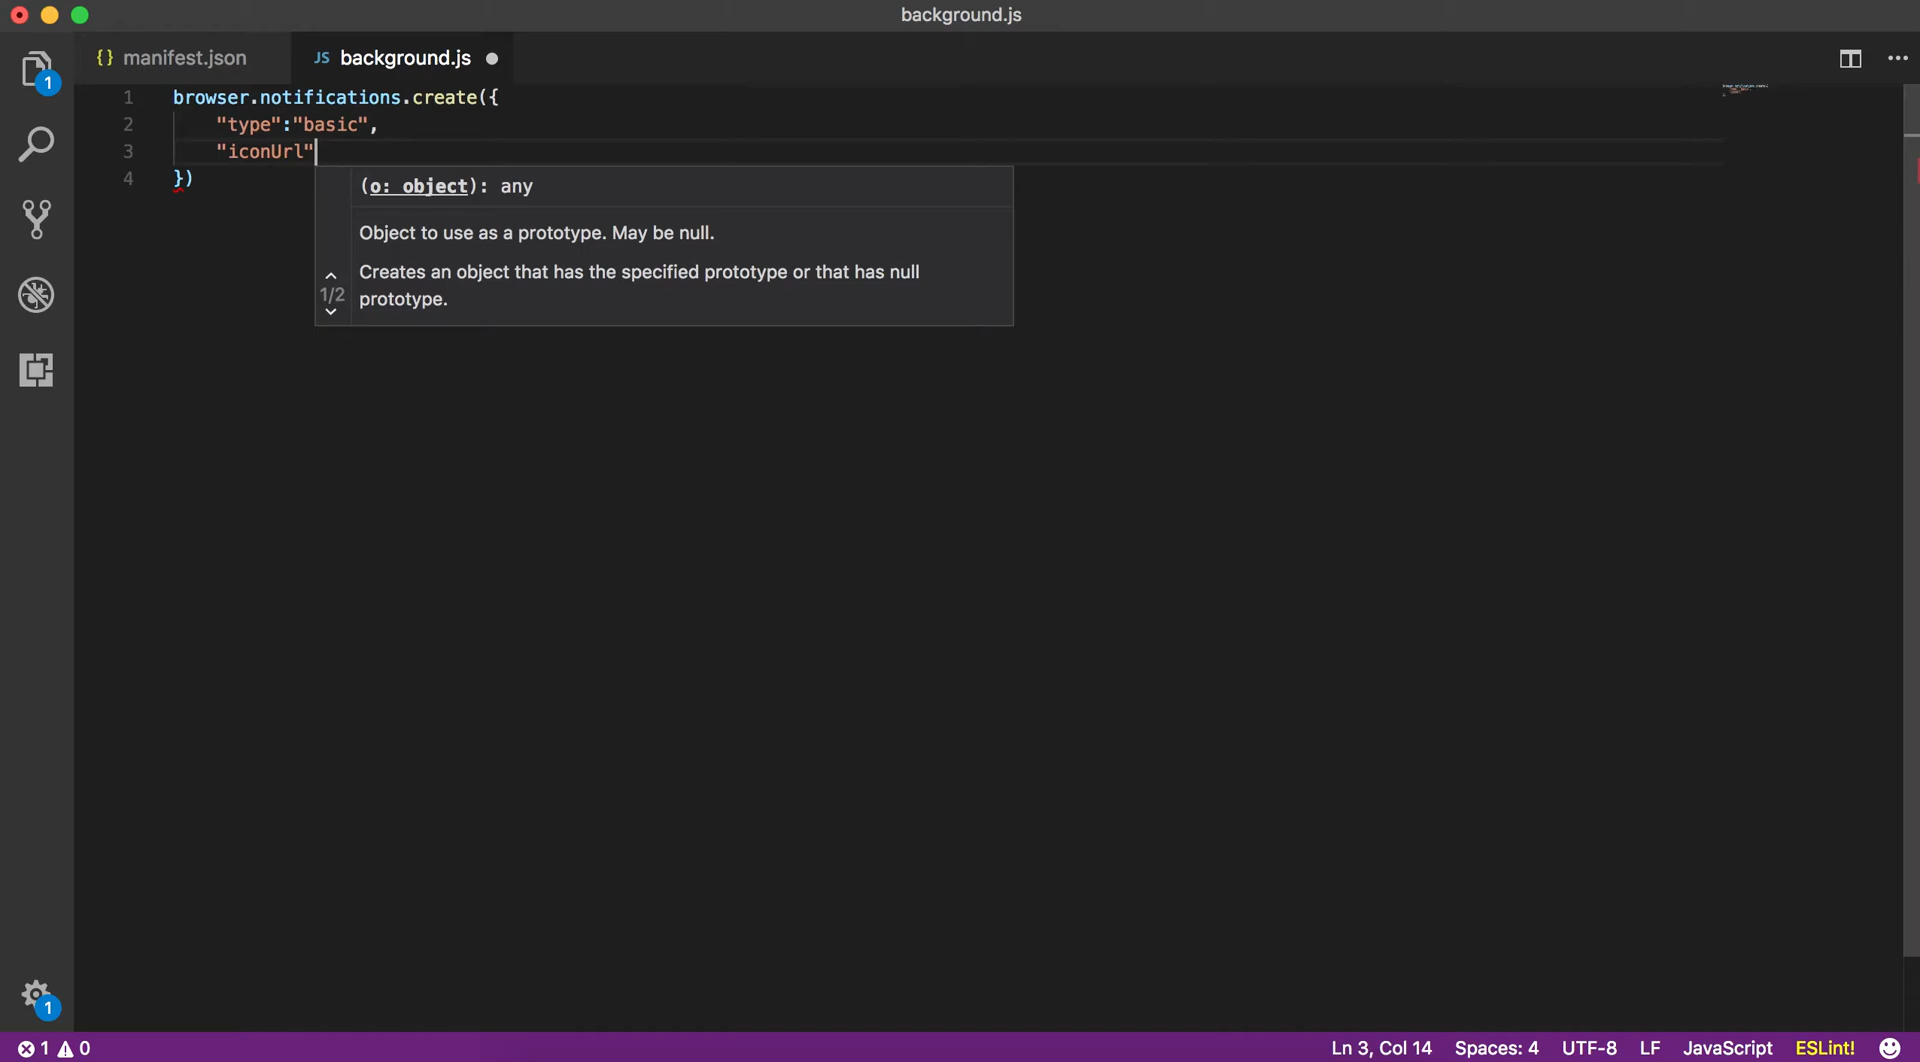 background.js
{} manifest.json
JS background.js
1 browser.notifications.create({
2 "type":"basic",
3 "iconUrl"
4 })
(o: object): any
Object to use as a prototype. May be null.
Creates an object that has the specified prototype or that has null
prototype.
1/2
1
1
1 0
Ln 3, Col 14 Spaces: 4 UTF-8 LF JavaScript ESLint!